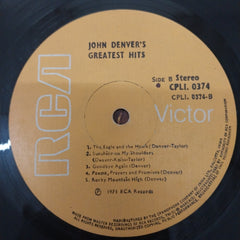 JOHN DENVER'S
GREATEST HITS
RCA
Side B Stereo
CPL1. 0374
CPL1. 0374-B
Victor
1. The Eagle and the Hawk (Denver-Taylor)
2. Sunshine on My Shoulders
(Denver-Kniss-Taylor)
3. Goodbye Again (Denver)
4. Poems, Prayers and Promises (Denver)
5. Rocky Mountain High (Denver)
℗ 1973 RCA Records